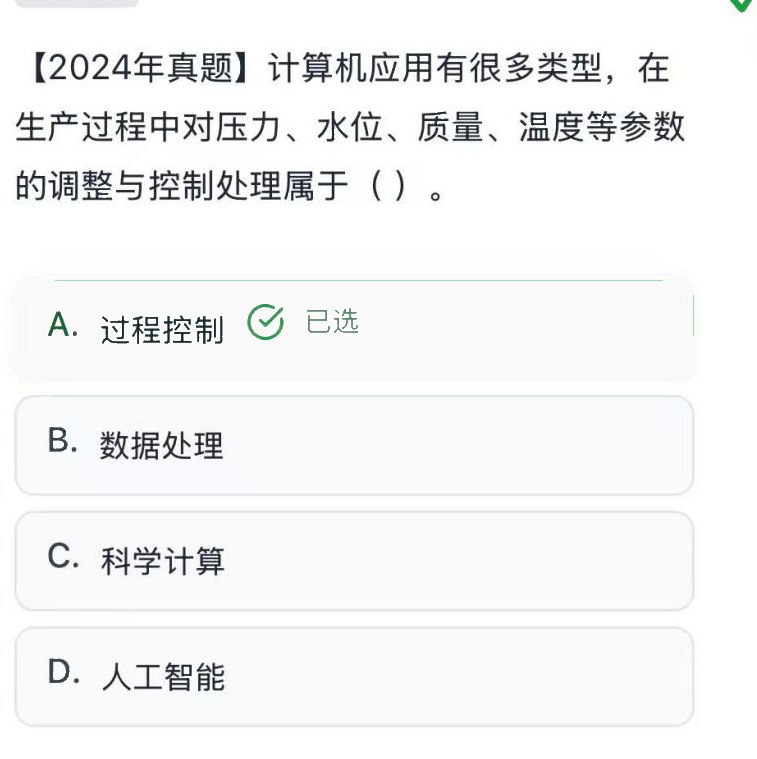 【2024年真题】计算机应用有很多类型，在
生产过程中对压力、水位、质量、温度等参数
的调整与控制处理属于（ ）。
A. 过程控制 已选
B. 数据处理
C. 科学计算
D. 人工智能